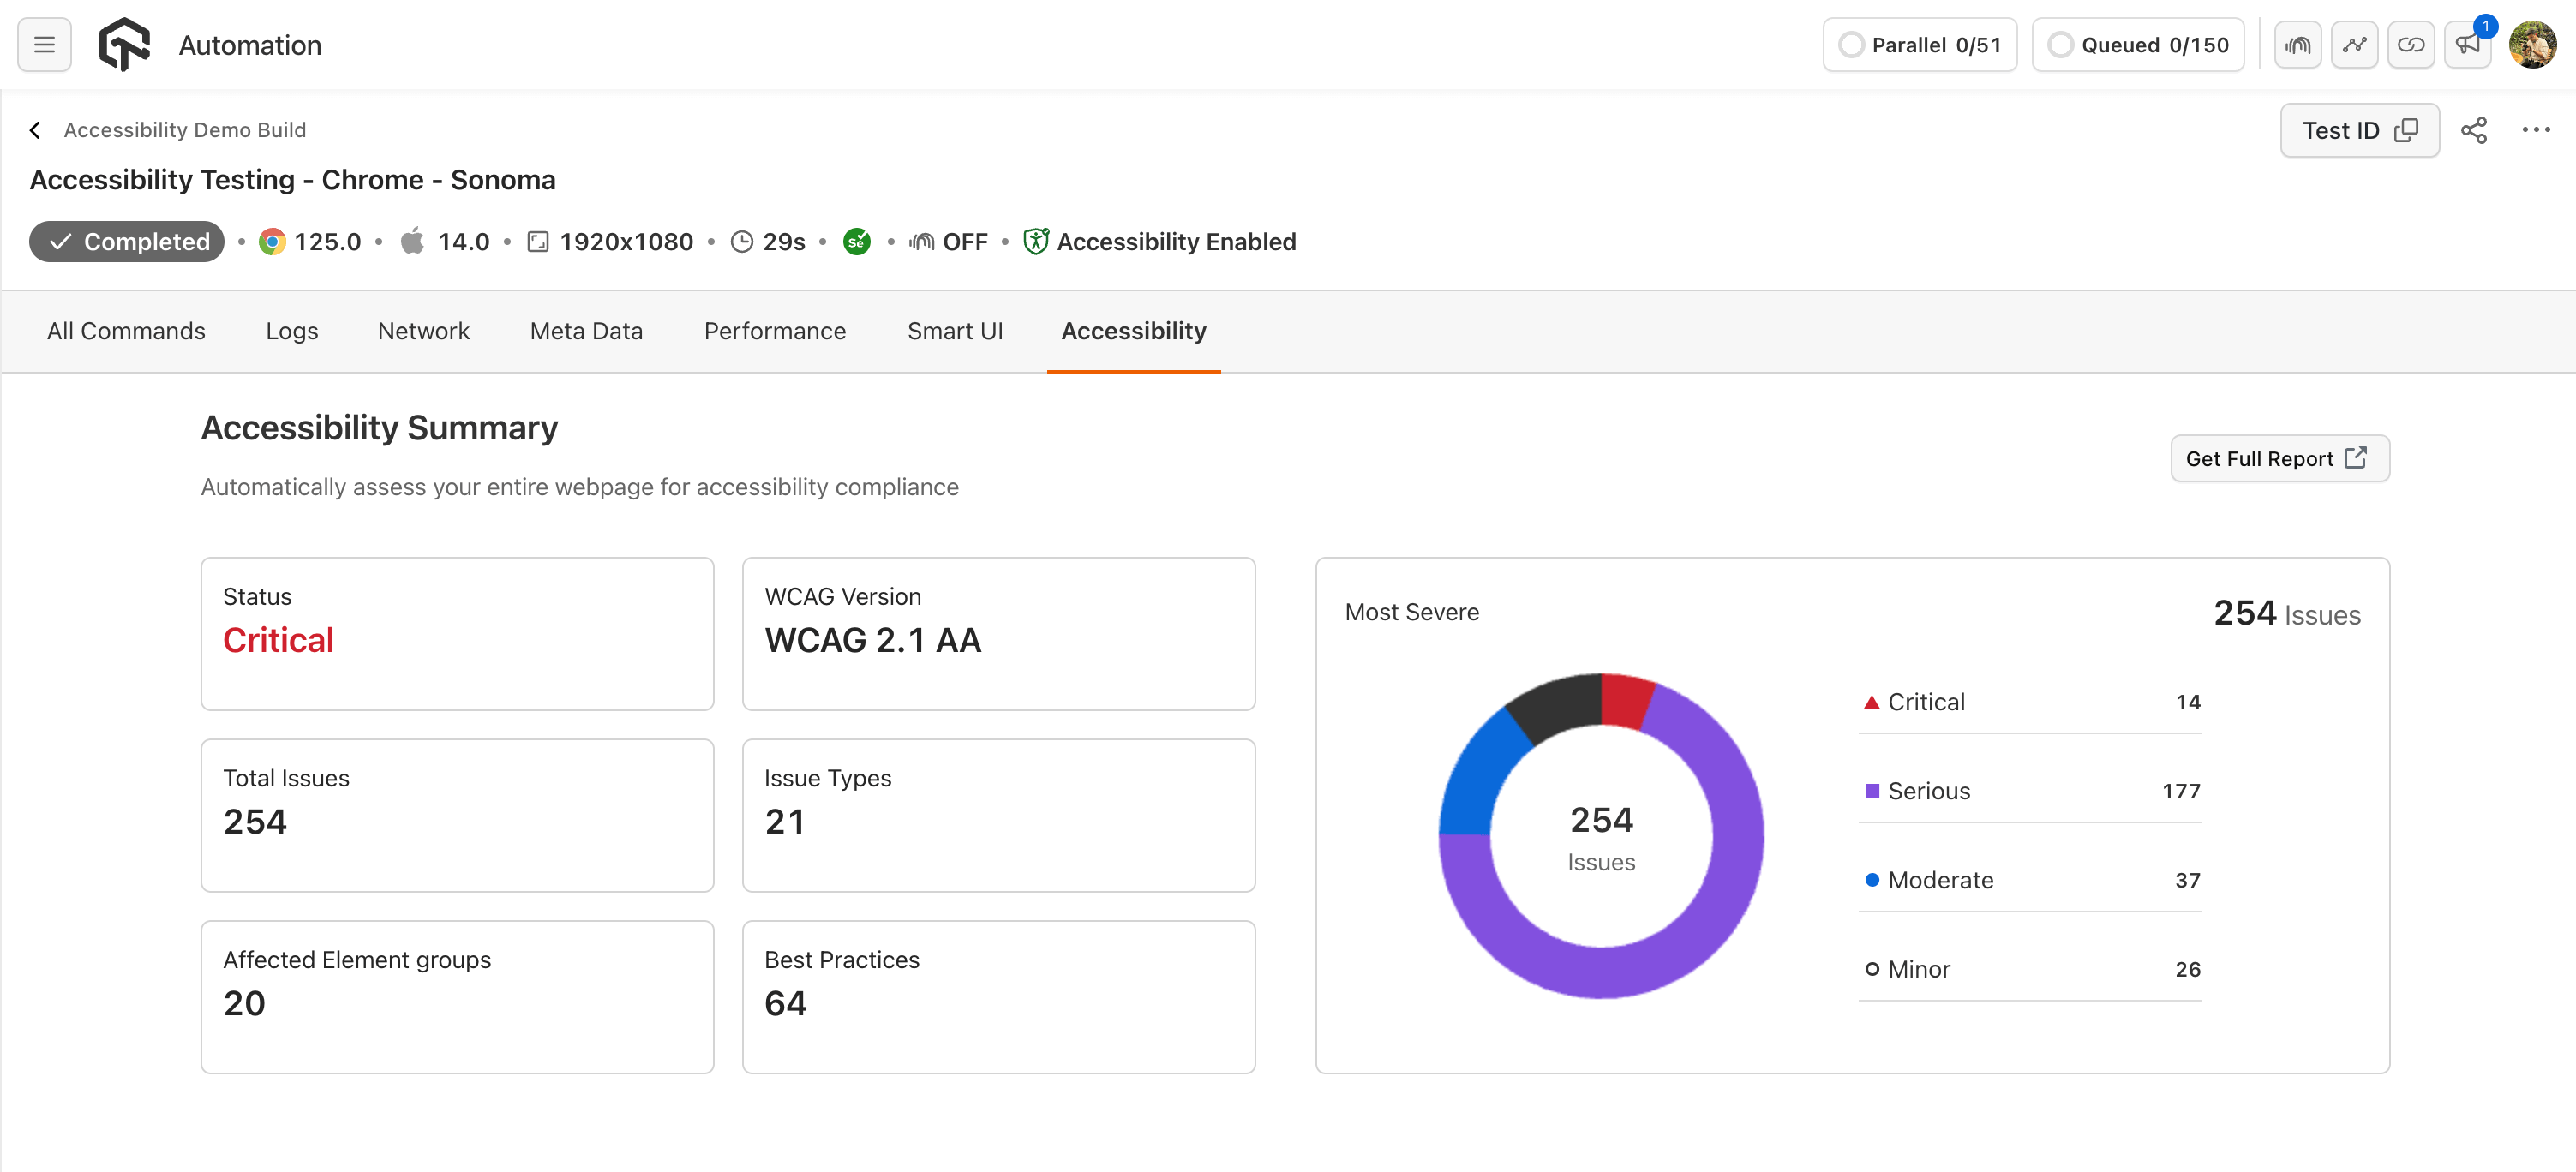 Automation
Parallel 0/51
Queued 0/150
1
Accessibility Demo Build
Test ID
Accessibility Testing - Chrome - Sonoma
Completed • 125.0 • 14.0 • 1920x1080 • 29s • Se • OFF • Accessibility Enabled
All Commands Logs Network Meta Data Performance Smart UI Accessibility
Accessibility Summary
Automatically assess your entire webpage for accessibility compliance
Get Full Report
Status
Critical
WCAG Version
WCAG 2.1 AA
Total Issues
254
Issue Types
21
Affected Element groups
20
Best Practices
64
Most Severe
254 Issues
254
Issues
Critical 14
Serious 177
Moderate 37
Minor 26